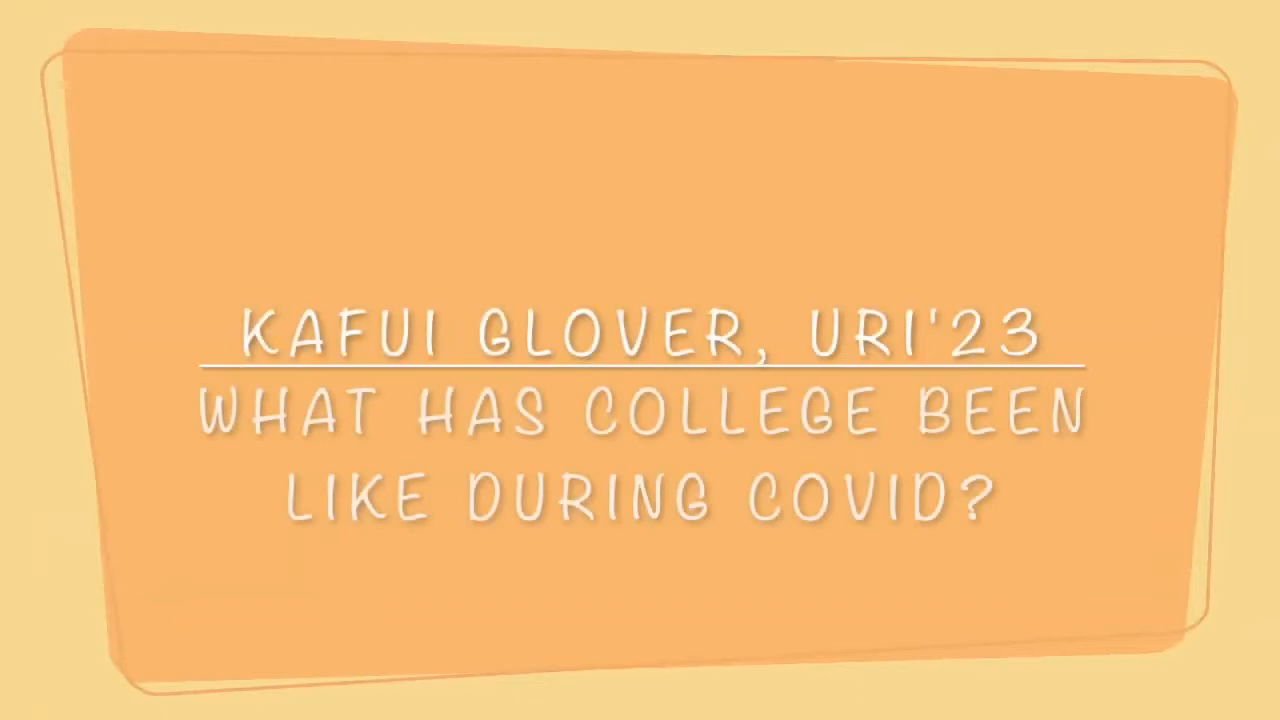 KAFUI GLOVER, URI'23
WHAT HAS COLLEGE BEEN
LIKE DURING COVID?